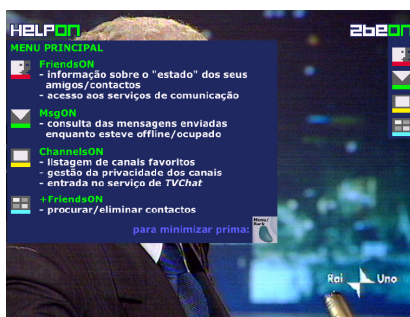 HELPON
2beON
MENU PRINCIPAL
FriendsON
- informação sobre o "estado" dos seus
amigos/contactos
- acesso aos serviços de comunicação
MsgON
- consulta das mensagens enviadas
enquanto esteve offline/ocupado
ChannelsON
- listagem de canais favoritos
- gestão da privacidade dos canais
- entrada no serviço de TVChat
+FriendsON
- procurar/eliminar contactos
para minimizar prima:
Menu/
Back
Rai Uno